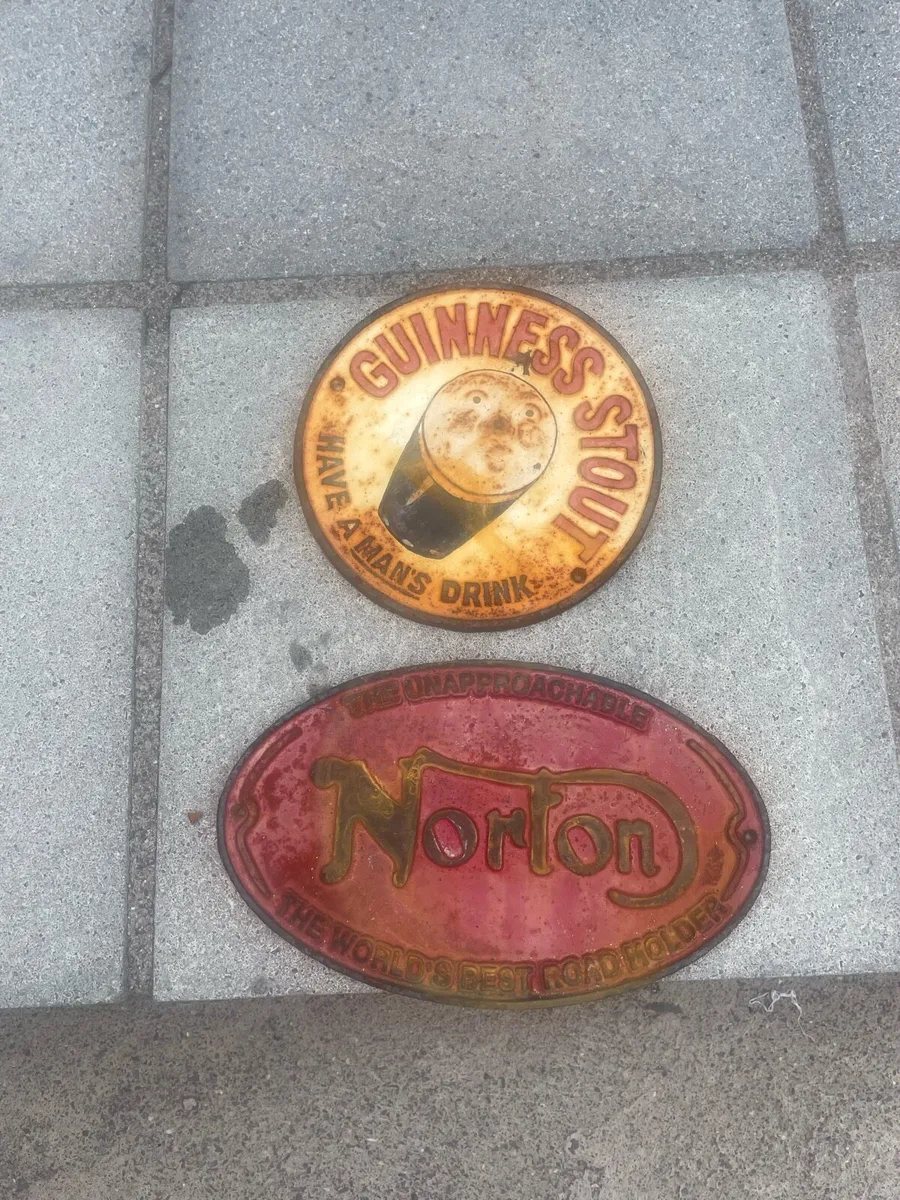 GUINNESS STOUT
HAVE A MAN'S DRINK
THE UNAPPROACHABLE
Norton
THE WORLD'S BEST ROAD HOLDER